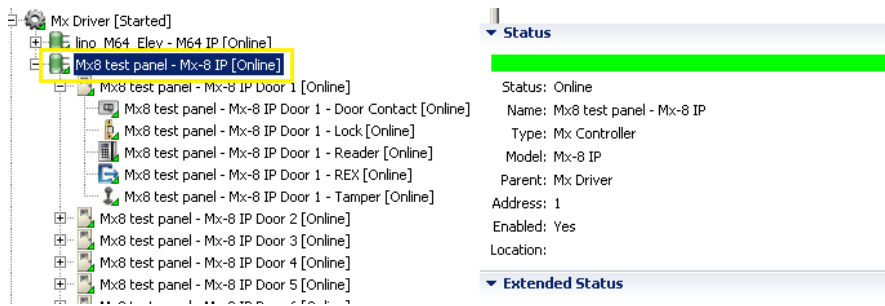 Mx Driver [Started]
lino_M64_Elev - M64 IP [Online]
Mx8 test panel - Mx-8 IP [Online]
Mx8 test panel - Mx-8 IP Door 1 [Online]
Mx8 test panel - Mx-8 IP Door 1 - Door Contact [Online]
Mx8 test panel - Mx-8 IP Door 1 - Lock [Online]
Mx8 test panel - Mx-8 IP Door 1 - Reader [Online]
Mx8 test panel - Mx-8 IP Door 1 - REX [Online]
Mx8 test panel - Mx-8 IP Door 1 - Tamper [Online]
Mx8 test panel - Mx-8 IP Door 2 [Online]
Mx8 test panel - Mx-8 IP Door 3 [Online]
Mx8 test panel - Mx-8 IP Door 4 [Online]
Mx8 test panel - Mx-8 IP Door 5 [Online]
Status
Status: Online
Name: Mx8 test panel - Mx-8 IP
Type: Mx Controller
Model: Mx-8 IP
Parent: Mx Driver
Address: 1
Enabled: Yes
Location:
Extended Status